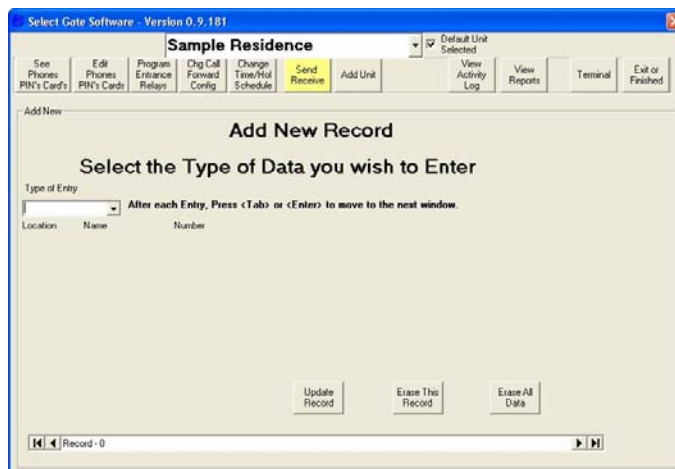 Select Gate Software - Version 0.9.181
Sample Residence
Default Unit
Selected
See
Phones
PIN's Card's
Edit
Phones
PIN's Cards
Program
Entrance
Relays
Chg Call
Forward
Config
Change
Time/Hol
Schedule
Send
Receive
Add Unit
View
Activity
Log
View
Reports
Terminal
Exit or
Finished
Add New
Add New Record
Select the Type of Data you wish to Enter
Type of Entry
After each Entry, Press <Tab> or <Enter> to move to the next window.
Location Name Number
Update
Record
Erase This
Record
Erase All
Data
Record - 0